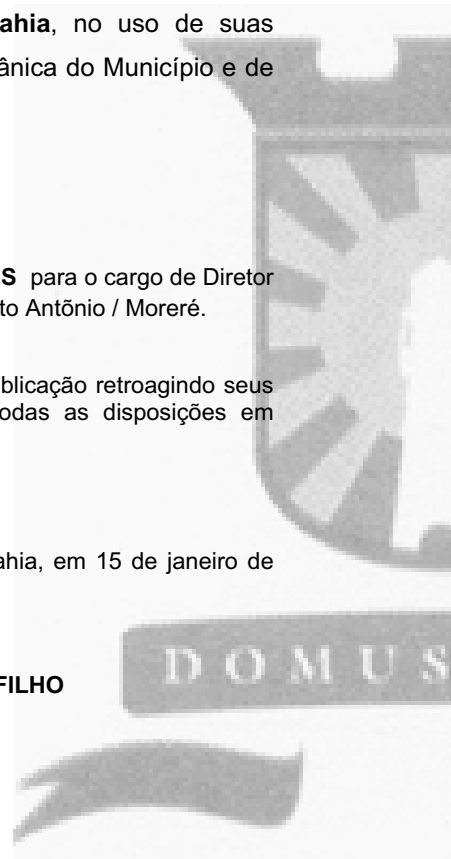 ahia, no uso de suas
ânica do Município e de
S para o cargo de Diretor
to Antõnio / Moreré.
blicação retroagindo seus
odas as disposições em
ahia, em 15 de janeiro de
FILHO
DOMUS